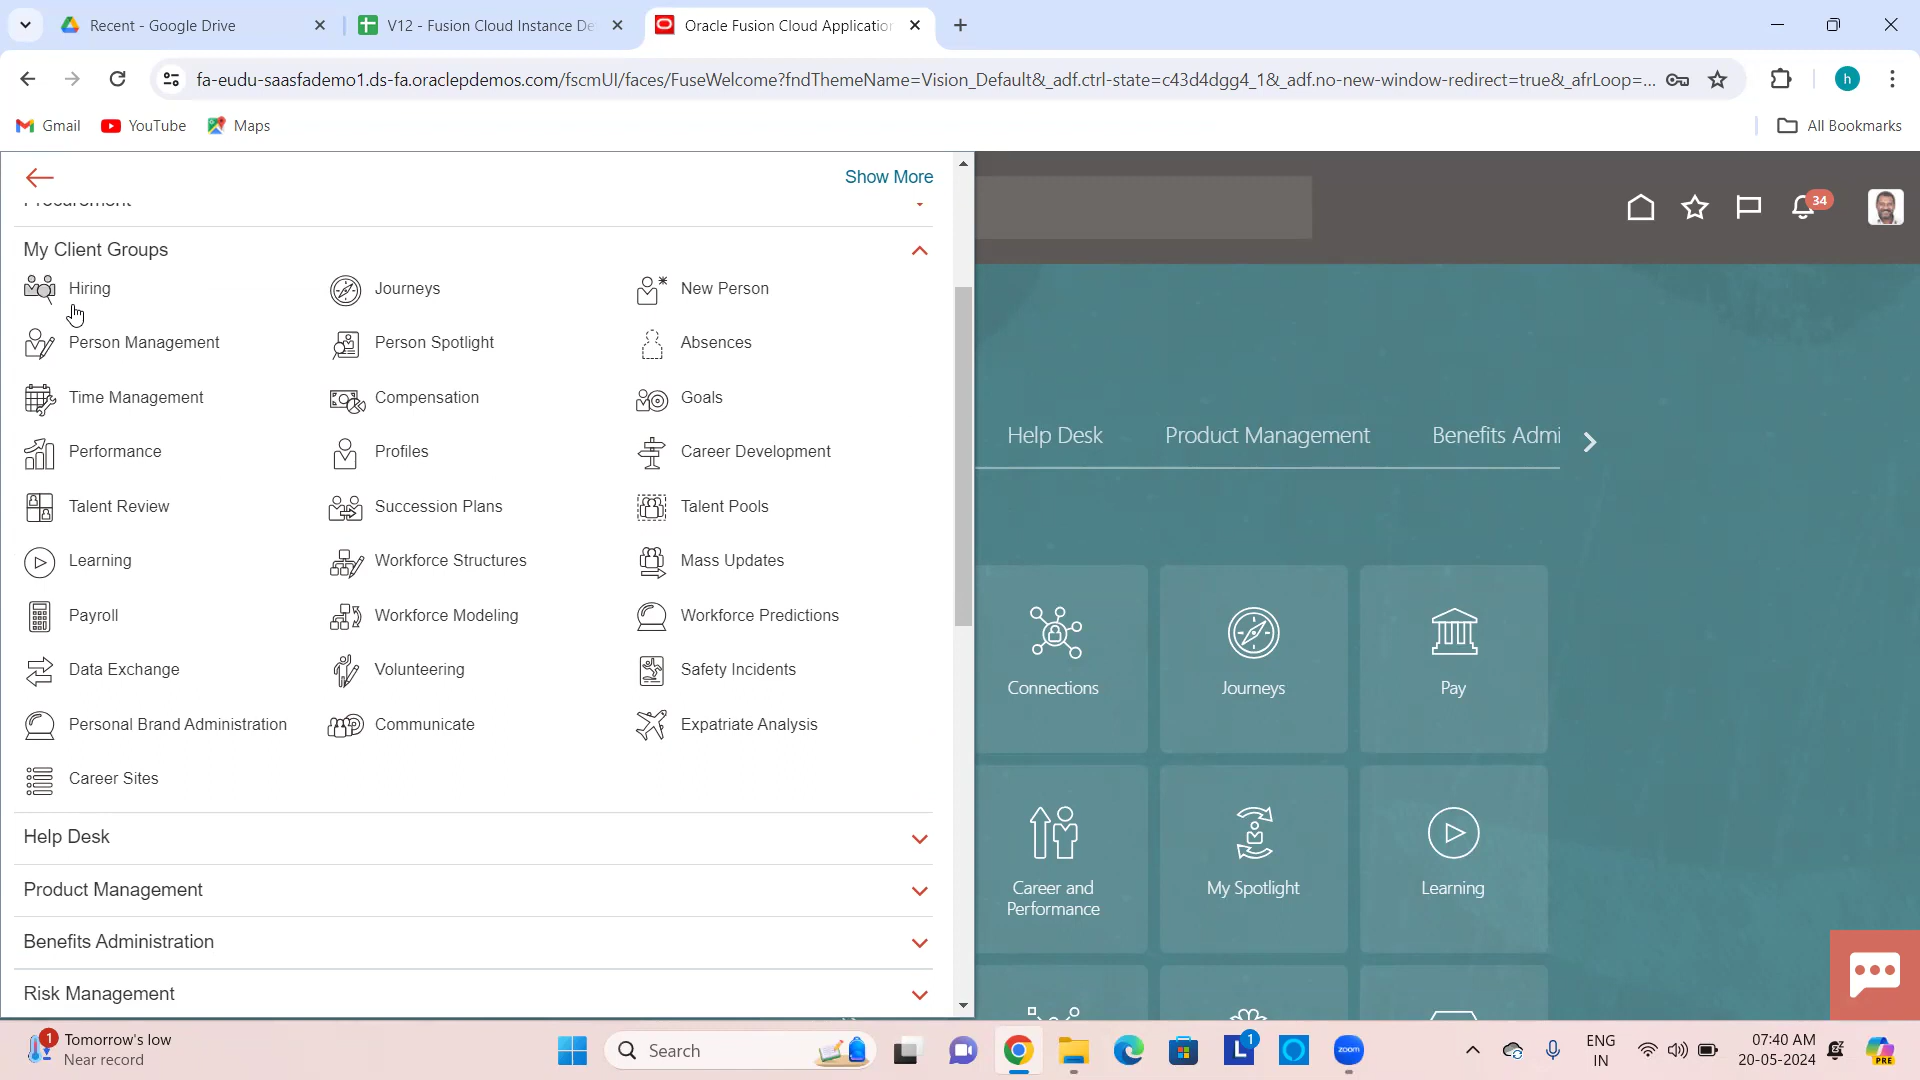 Recent - Google Drive
V12 - Fusion Cloud Instance De
Oracle Fusion Cloud Application
fa-eudu-saasfademo1.ds-fa.oraclepdemos.com/fscmUI/faces/FuseWelcome?fndThemeName=Vision_Default&_adf.ctrl-state=c43d4dgg4_1&_adf.no-new-window-redirect=true&_afrLoop=...
h
Gmail
YouTube
Maps
All Bookmarks
Show More
Procurement
34
My Client Groups
Hiring
Journeys
New Person
Person Management
Person Spotlight
Absences
Time Management
Compensation
Goals
Performance
Profiles
Career Development
Talent Review
Succession Plans
Talent Pools
Learning
Workforce Structures
Mass Updates
Payroll
Workforce Modeling
Workforce Predictions
Data Exchange
Volunteering
Safety Incidents
Personal Brand Administration
Communicate
Expatriate Analysis
Career Sites
Help Desk
Product Management
Benefits Administration
Risk Management
Help Desk
Product Management
Benefits Admi
Connections
Journeys
Pay
Career and
Performance
My Spotlight
Learning
1
Tomorrow's low
Near record
Search
L
1
zoom
ENG
IN
07:40 AM
20-05-2024
PRE